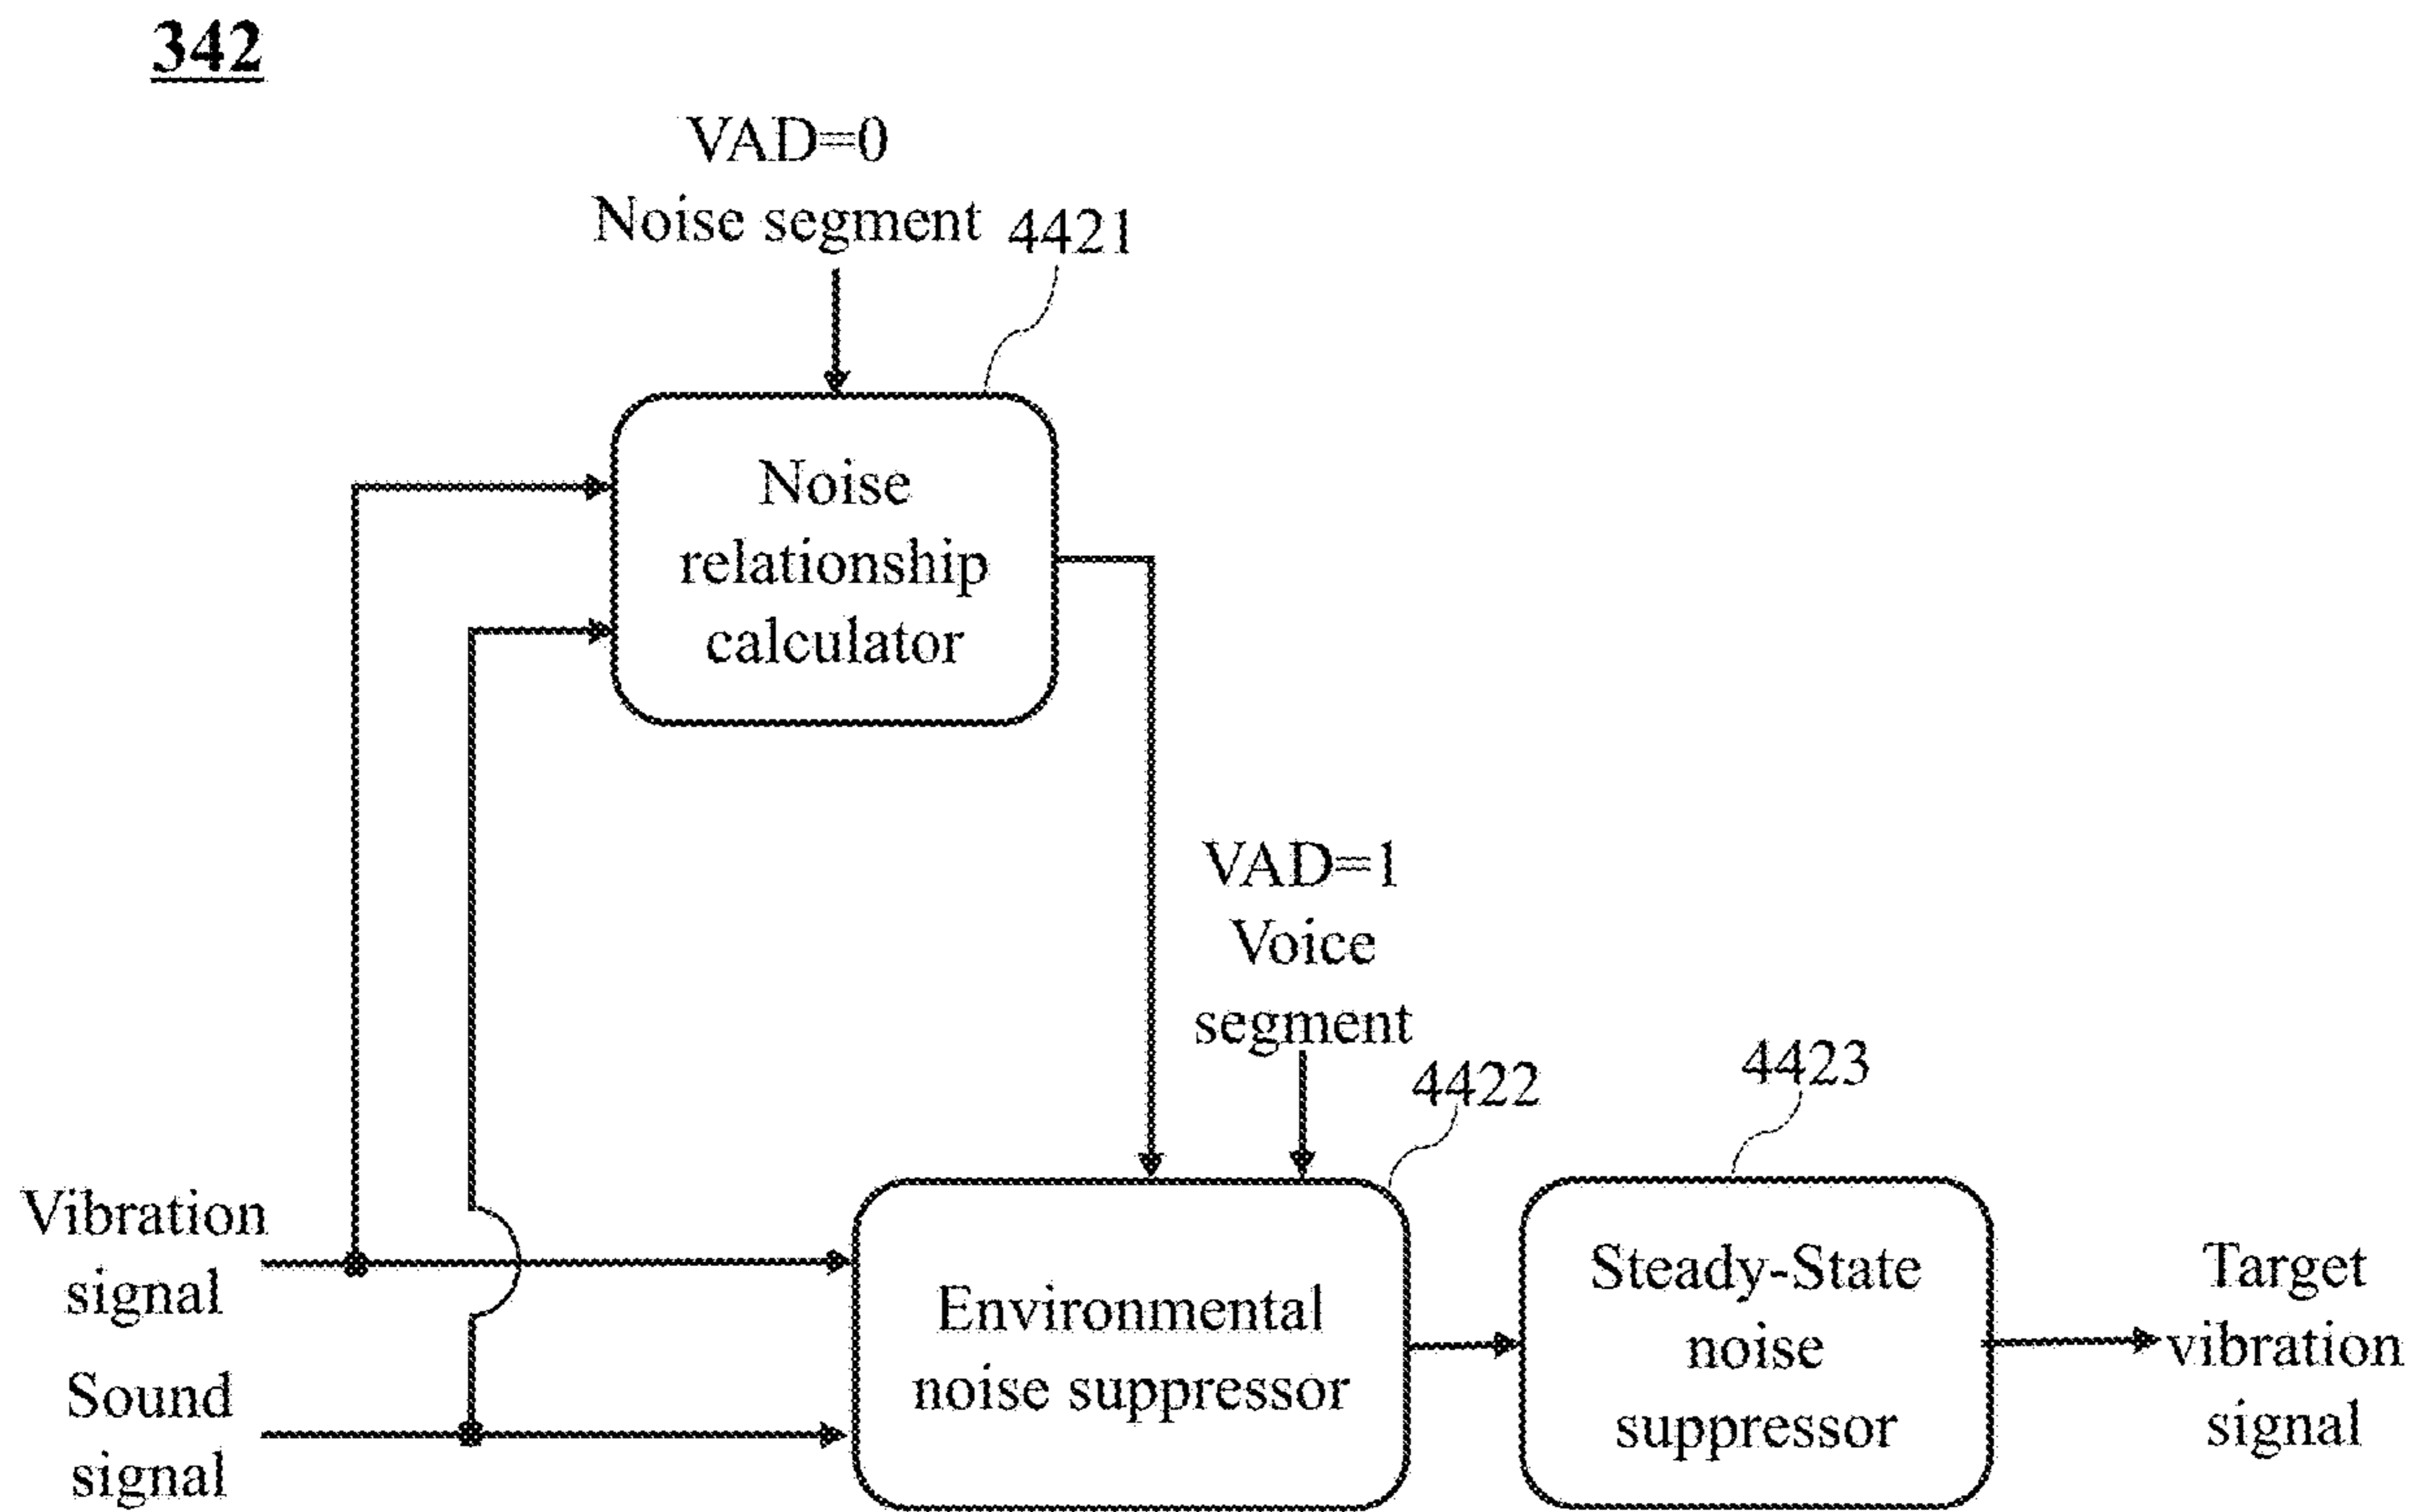 342
VAD=0
Noise segment
4421
Noise
relationship
calculator
VAD=1
Voice
segment
4422
4423
Vibration
signal
Sound
signal
Environmental
noise suppressor
Steady-State
noise
suppressor
Target
vibration
signal